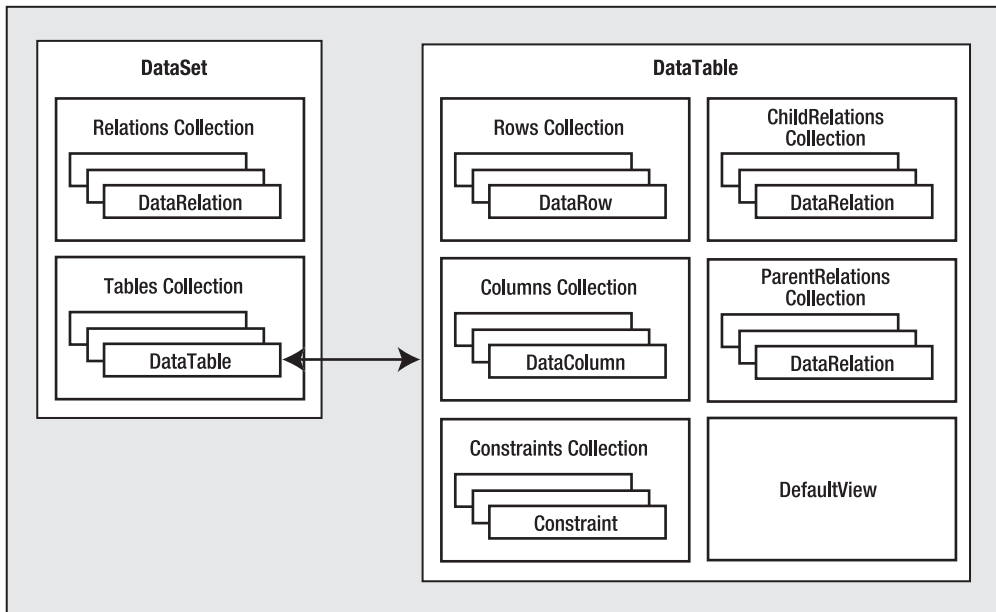 DataSet
Relations Collection
DataRelation
Tables Collection
DataTable
DataTable
Rows Collection
DataRow
ChildRelations
Collection
DataRelation
Columns Collection
DataColumn
ParentRelations
Collection
DataRelation
Constraints Collection
Constraint
DefaultView